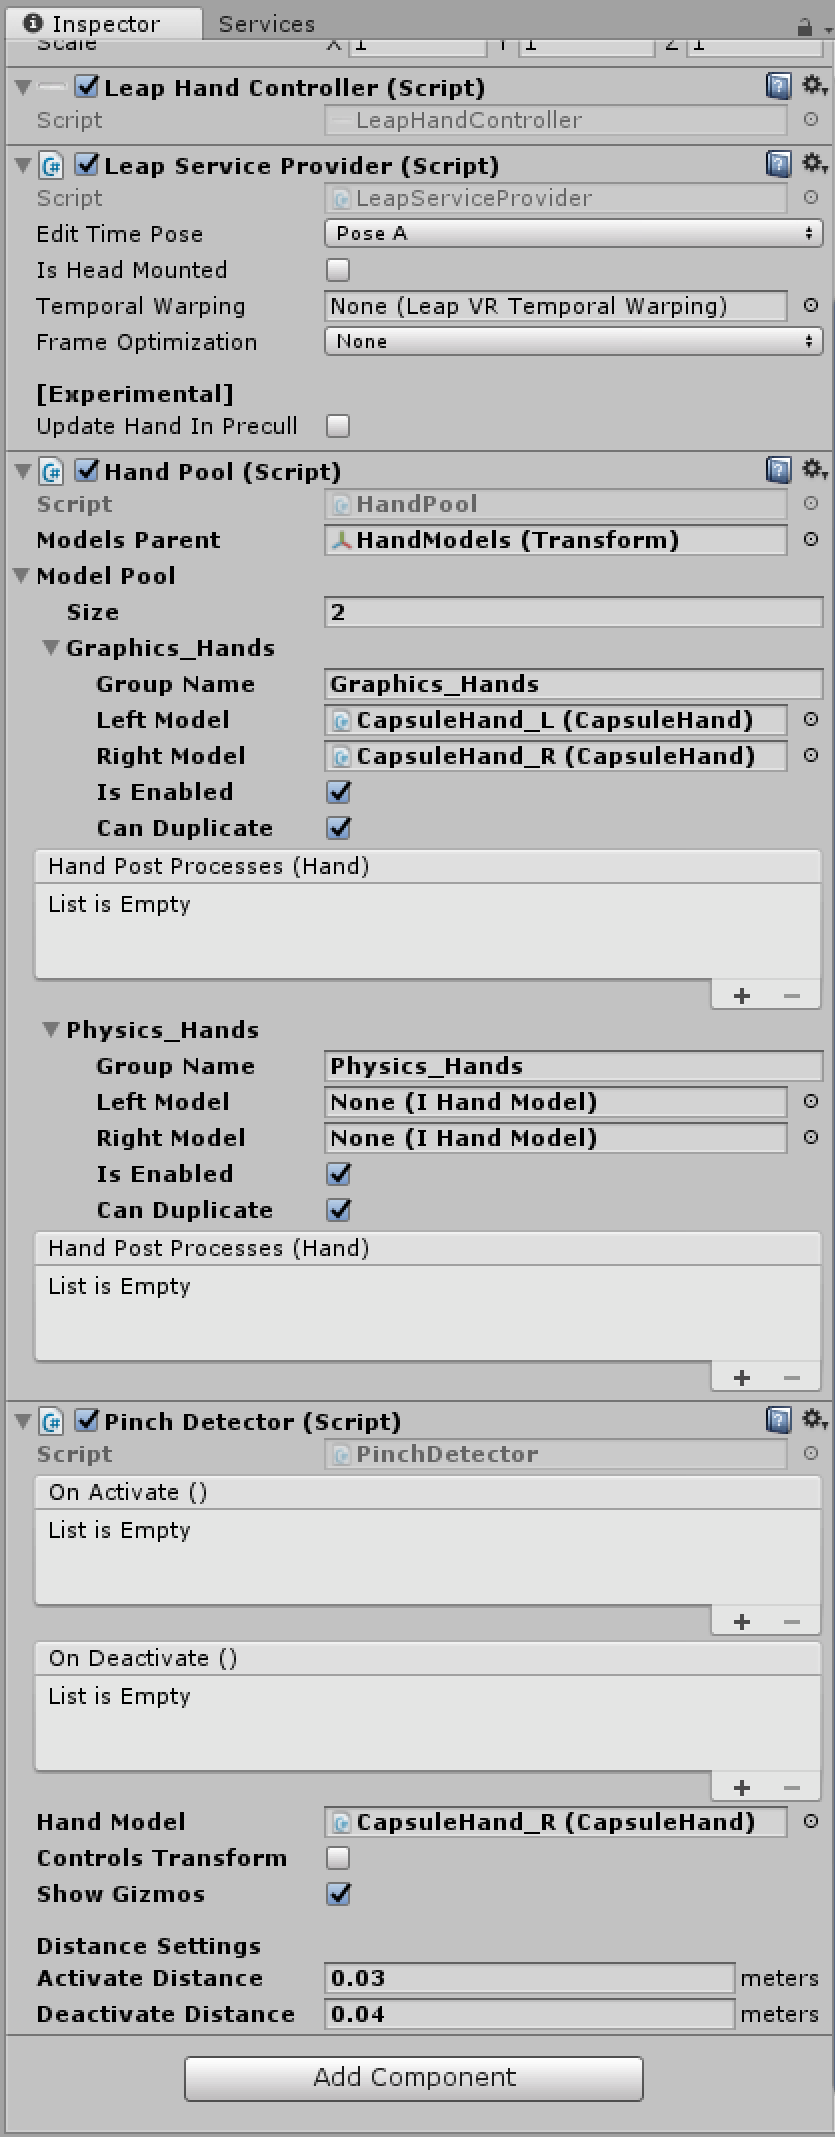 Inspector Services
Scale X 1 Y 1 Z 1
Leap Hand Controller (Script)
Script LeapHandController
Leap Service Provider (Script)
Script LeapServiceProvider
Edit Time Pose Pose A
Is Head Mounted
Temporal Warping None (Leap VR Temporal Warping)
Frame Optimization None
[Experimental]
Update Hand In Precull
Hand Pool (Script)
Script HandPool
Models Parent HandModels (Transform)
Model Pool
Size 2
Graphics_Hands
Group Name Graphics_Hands
Left Model CapsuleHand_L (CapsuleHand)
Right Model CapsuleHand_R (CapsuleHand)
Is Enabled
Can Duplicate
Hand Post Processes (Hand)
List is Empty
+ −
Physics_Hands
Group Name Physics_Hands
Left Model None (I Hand Model)
Right Model None (I Hand Model)
Is Enabled
Can Duplicate
Hand Post Processes (Hand)
List is Empty
+ −
Pinch Detector (Script)
Script PinchDetector
On Activate ()
List is Empty
+ −
On Deactivate ()
List is Empty
+ −
Hand Model CapsuleHand_R (CapsuleHand)
Controls Transform
Show Gizmos
Distance Settings
Activate Distance 0.03 meters
Deactivate Distance 0.04 meters
Add Component